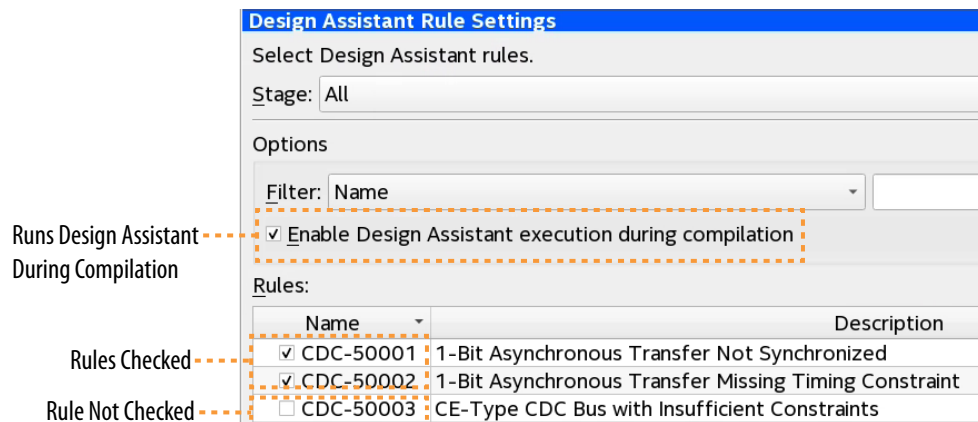 Design Assistant Rule Settings
Select Design Assistant rules.
Stage: All
Options
Filter: Name
Runs Design Assistant
During Compilation
Enable Design Assistant execution during compilation
Rules:
Name Description
Rules Checked
CDC-50001 1-Bit Asynchronous Transfer Not Synchronized
CDC-50002 1-Bit Asynchronous Transfer Missing Timing Constraint
Rule Not Checked
CDC-50003 CE-Type CDC Bus with Insufficient Constraints